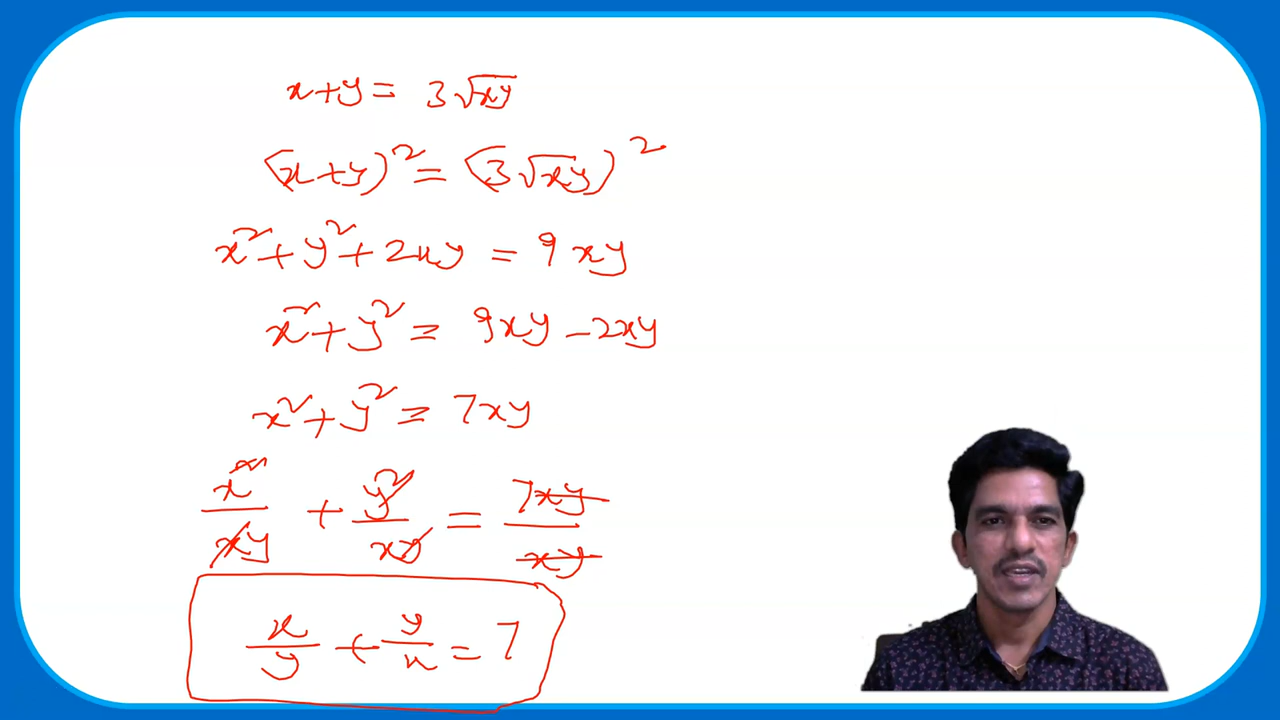 x+y = 3√xy
(x+y)² = (3√xy)²
x²+y²+2xy = 9xy
x²+y² = 9xy-2xy
x²+y² = 7xy
x²/xy + y²/xy = 7xy/xy
x/y + y/x = 7